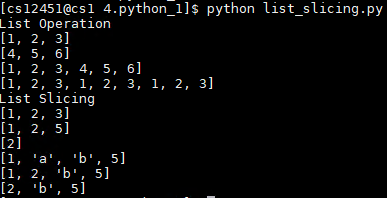 [cs12451@cs1 4.python_1]$ python list_slicing.py
List Operation
[1, 2, 3]
[4, 5, 6]
[1, 2, 3, 4, 5, 6]
[1, 2, 3, 1, 2, 3, 1, 2, 3]
List Slicing
[1, 2, 3]
[1, 2, 5]
[2]
[1, 'a', 'b', 5]
[1, 2, 'b', 5]
[2, 'b', 5]